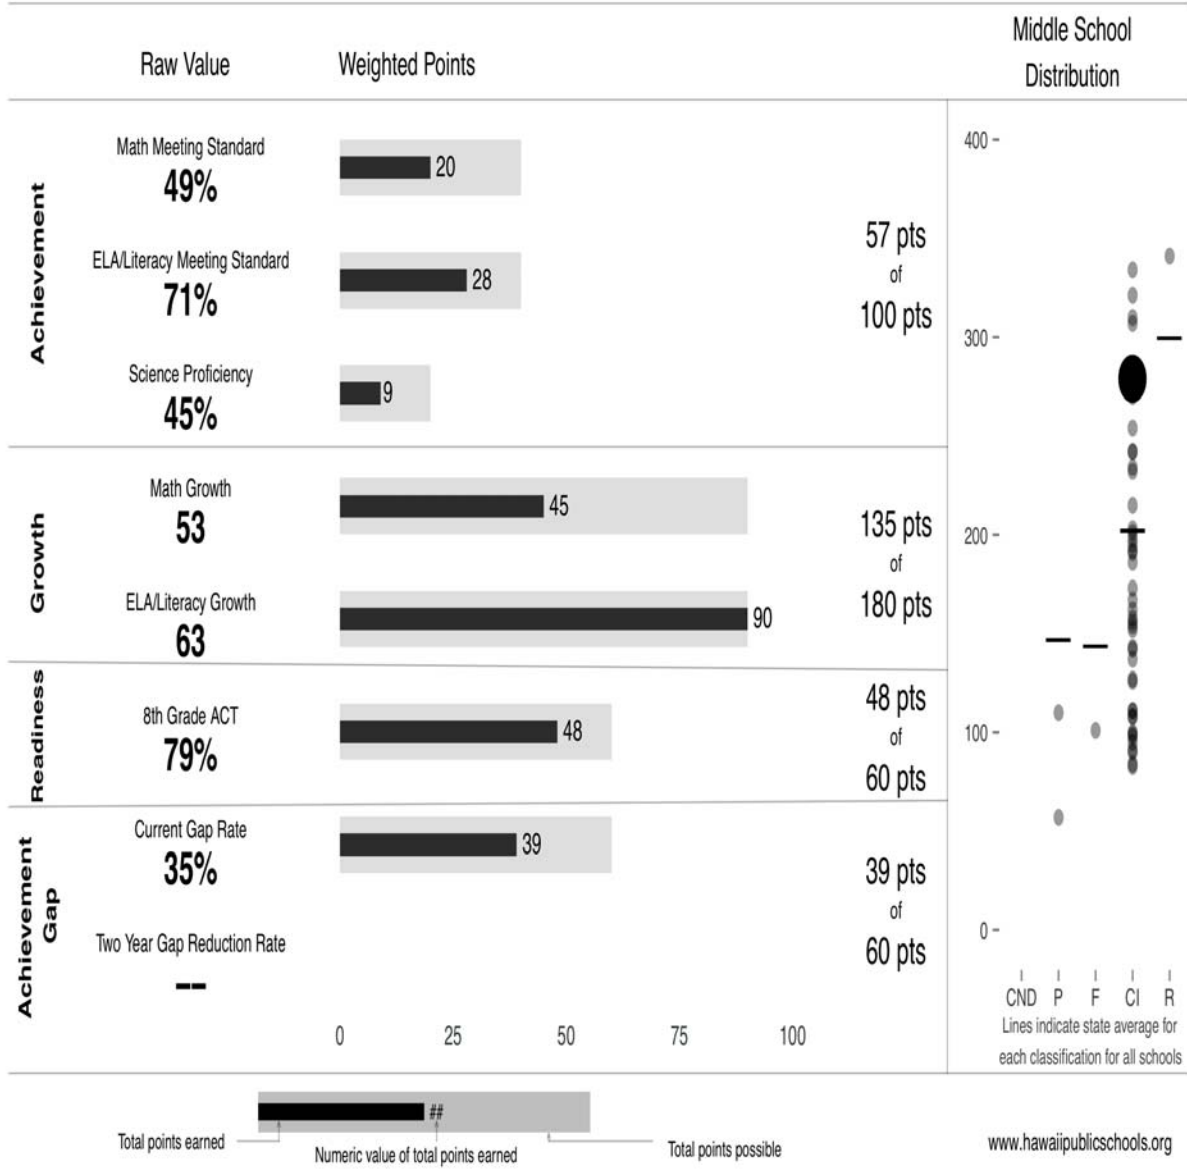 Raw Value
Weighted Points
Middle School
Distribution
Achievement
Math Meeting Standard
49%
20
ELA/Literacy Meeting Standard
71%
28
Science Proficiency
45%
9
57 pts
of
100 pts
Growth
Math Growth
53
45
ELA/Literacy Growth
63
90
135 pts
of
180 pts
Readiness
8th Grade ACT
79%
48
48 pts
of
60 pts
Achievement
Gap
Current Gap Rate
35%
39
Two Year Gap Reduction Rate
--
39 pts
of
60 pts
0 25 50 75 100
400
300
200
100
0
CND P F CI R
Lines indicate state average for
each classification for all schools
##
Total points earned
Numeric value of total points earned
Total points possible
www.hawaiipublicschools.org